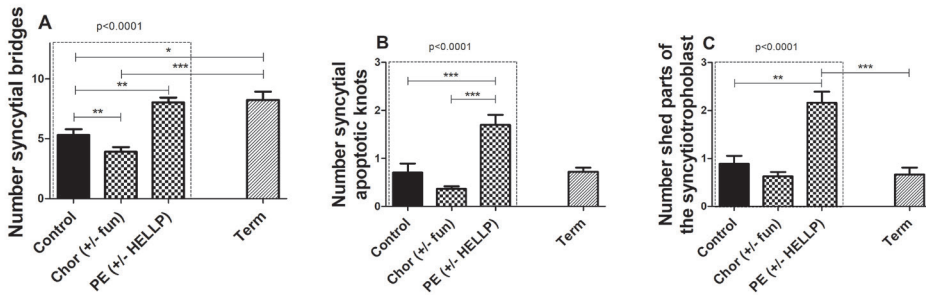 A
p<0.0001
Number syncytial bridges
*
***
**
**
10
5
0
Control
Chor (+/- fun)
PE (+/- HELLP)
Term
B
p<0.0001
Number syncytial
apoptotic knots
***
***
3
2
1
0
Control
Chor (+/- fun)
PE (+/- HELLP)
Term
C
p<0.0001
Number shed parts of
the syncytiotrophoblast
**
***
3
2
1
0
Control
Chor (+/- fun)
PE (+/- HELLP)
Term